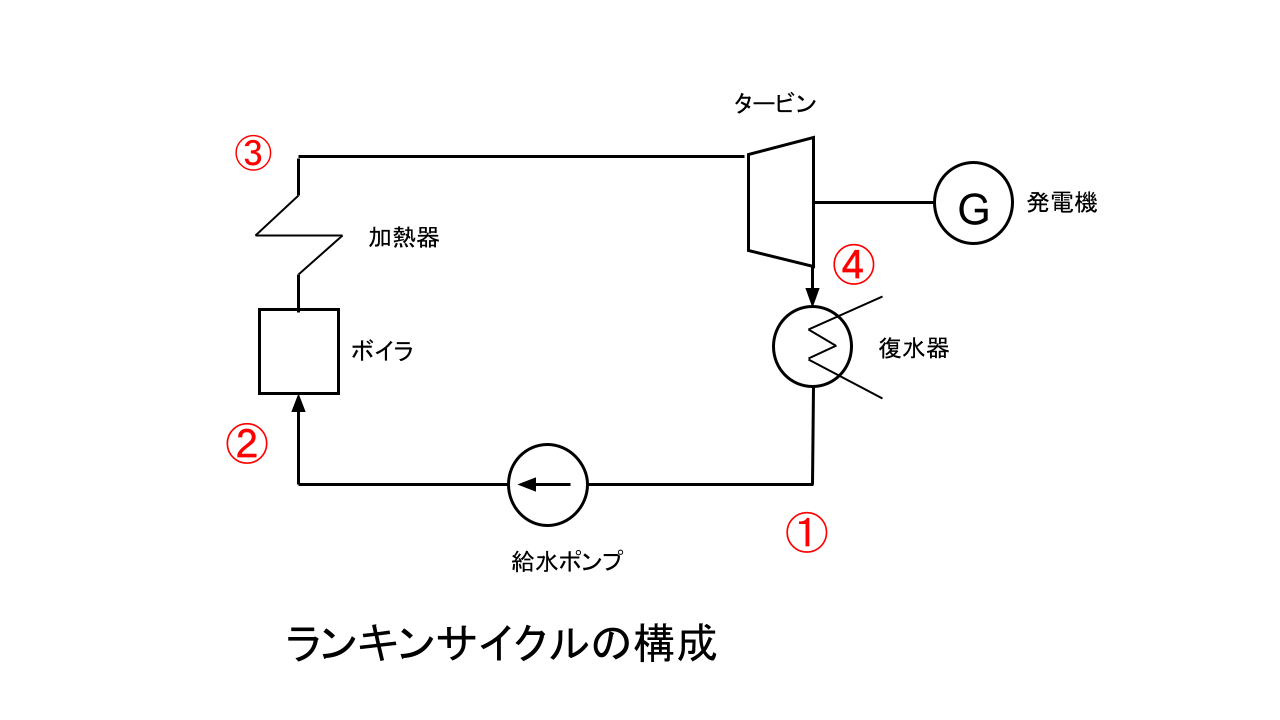 タービン
③
G
発電機
加熱器
④
ボイラ
復水器
②
①
給水ポンプ
ランキンサイクルの構成